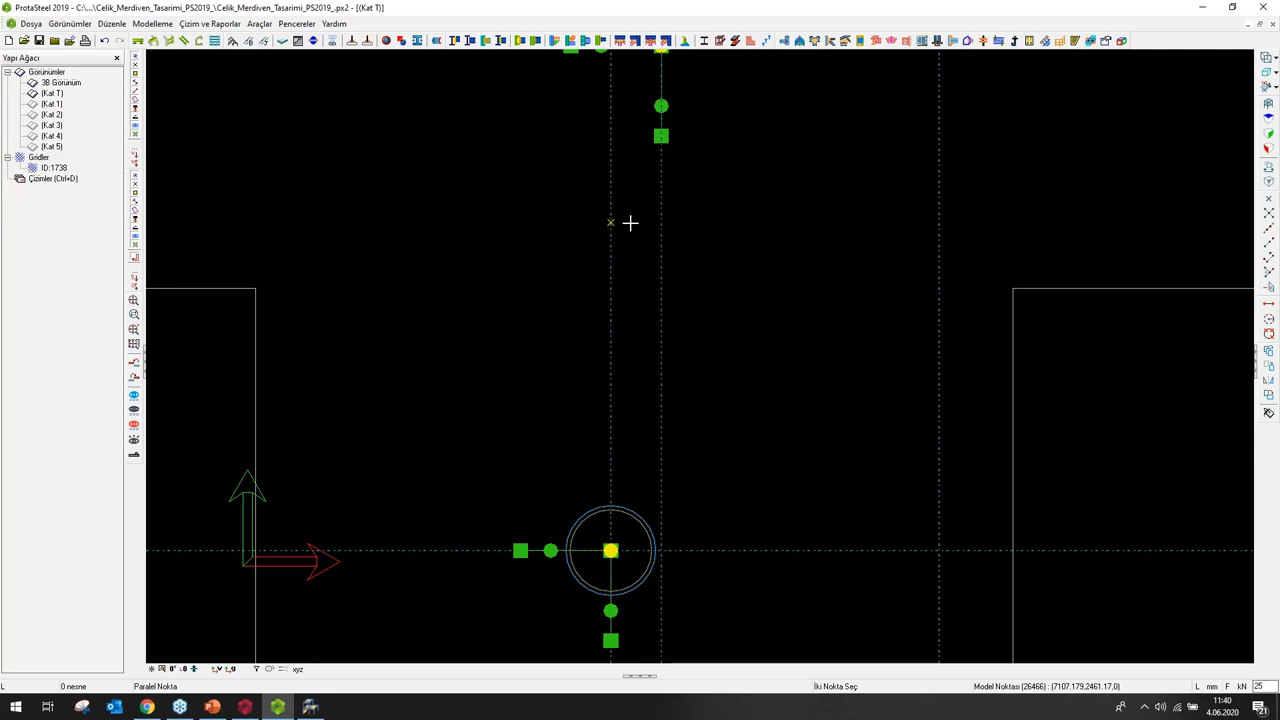 ProtaSteel 2019 - C:\...\Celik_Merdiven_Tasarimi_PS2019_\Celik_Merdiven_Tasarimi_PS2019_.px2 - [(Kat T)]
Dosya Görünümler Düzenle Modelleme Çizim ve Raporlar Araçlar Pencereler Yardım
Yapı Ağacı
Görünümler
3B Görünüm
(Kat T)
(Kat 1)
(Kat 2)
(Kat 3)
(Kat 4)
(Kat 5)
Gridler
ID:1738
Çizimler (Ctrl+D)
xyz
L 0 nesne Paralel Nokta İki Nokta Seç Model Noktası (26466) : (7107.179;2461.17;0) L mm F kN 25
11:40
4.06.2020
21